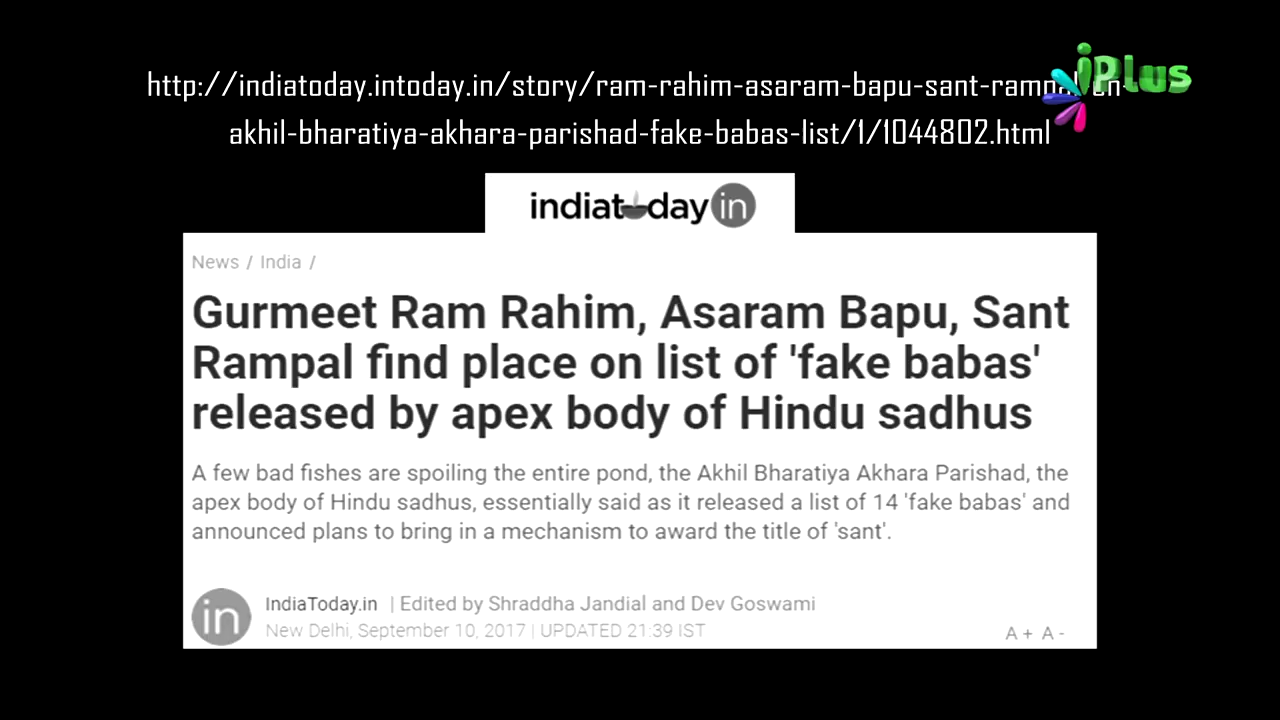 iPlus
http://indiatoday.intoday.in/story/ram-rahim-asaram-bapu-sant-rampal-on-
akhil-bharatiya-akhara-parishad-fake-babas-list/1/1044802.html
indiatoday in
News / India /
Gurmeet Ram Rahim, Asaram Bapu, Sant
Rampal find place on list of 'fake babas'
released by apex body of Hindu sadhus
A few bad fishes are spoiling the entire pond, the Akhil Bharatiya Akhara Parishad, the
apex body of Hindu sadhus, essentially said as it released a list of 14 'fake babas' and
announced plans to bring in a mechanism to award the title of 'sant'.
in
IndiaToday.in | Edited by Shraddha Jandial and Dev Goswami
New Delhi, September 10, 2017 | UPDATED 21:39 IST
A + A -